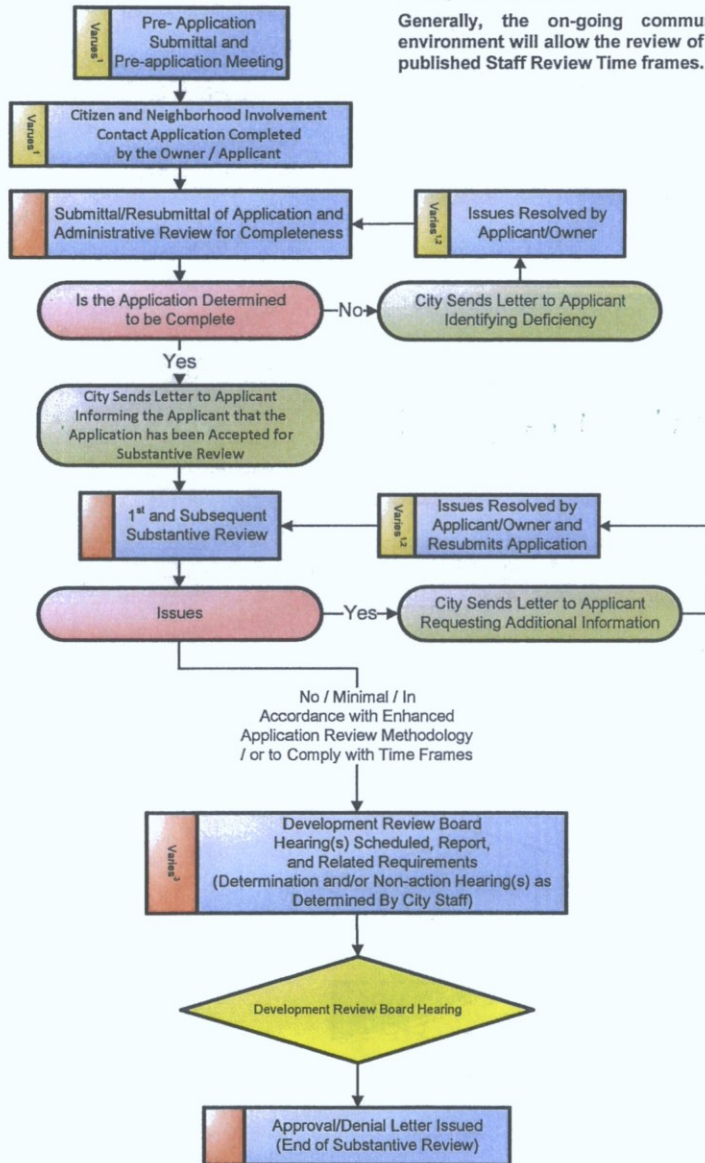 Pre- Application
Submittal and
Pre-application Meeting
Varues1
Generally, the on-going commu
environment will allow the review of
published Staff Review Time frames.
Citizen and Neighborhood Involvement
Contact Application Completed
by the Owner / Applicant
Varues1
Submittal/Resubmittal of Application and
Administrative Review for Completeness
Varies1,2
Issues Resolved by
Applicant/Owner
Is the Application Determined
to be Complete
No
City Sends Letter to Applicant
Identifying Deficiency
Yes
City Sends Letter to Applicant
Informing the Applicant that the
Application has been Accepted for
Substantive Review
1st and Subsequent
Substantive Review
Varies1,2
Issues Resolved by
Applicant/Owner and
Resubmits Application
Issues
Yes
City Sends Letter to Applicant
Requesting Additional Information
No / Minimal / In
Accordance with Enhanced
Application Review Methodology
/ or to Comply with Time Frames
Varies3
Development Review Board
Hearing(s) Scheduled, Report,
and Related Requirements
(Determination and/or Non-action Hearing(s) as
Determined By City Staff)
Development Review Board Hearing
Approval/Denial Letter Issued
(End of Substantive Review)